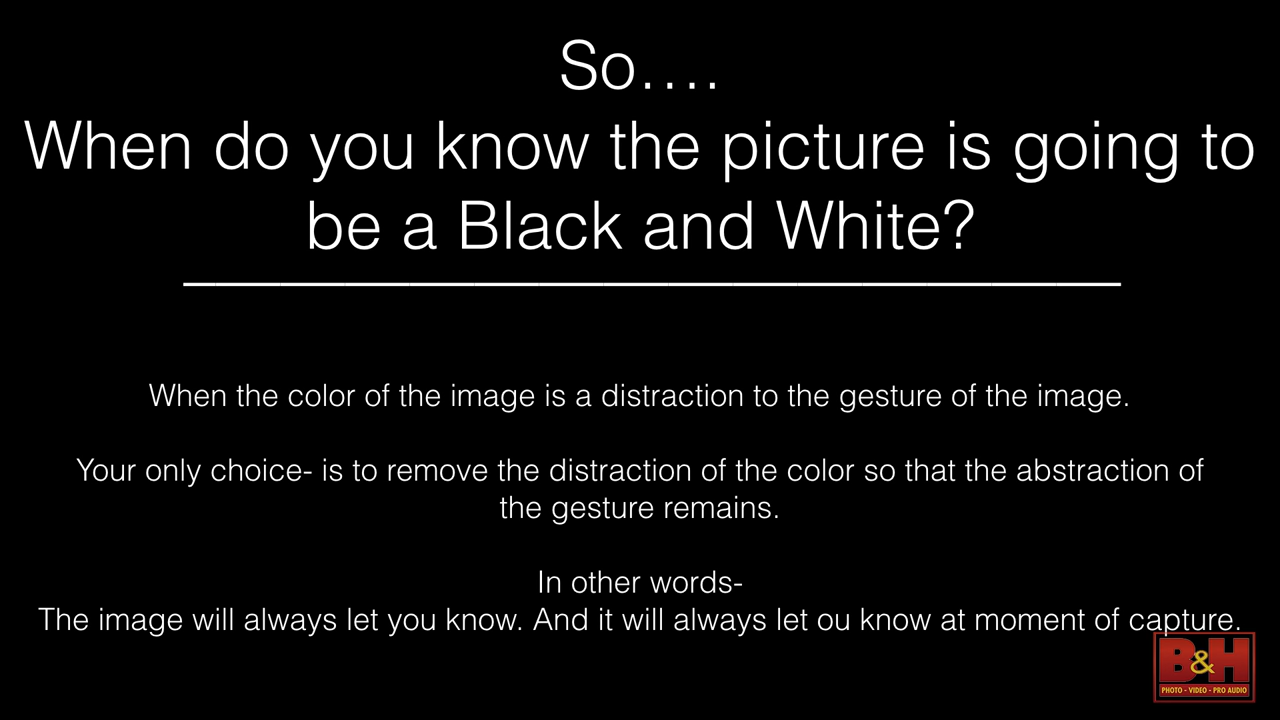 So....
When do you know the picture is going to
be a Black and White?
When the color of the image is a distraction to the gesture of the image.
Your only choice- is to remove the distraction of the color so that the abstraction of
the gesture remains.
In other words-
The image will always let you know. And it will always let ou know at moment of capture.
B&H
PHOTO - VIDEO - PRO AUDIO